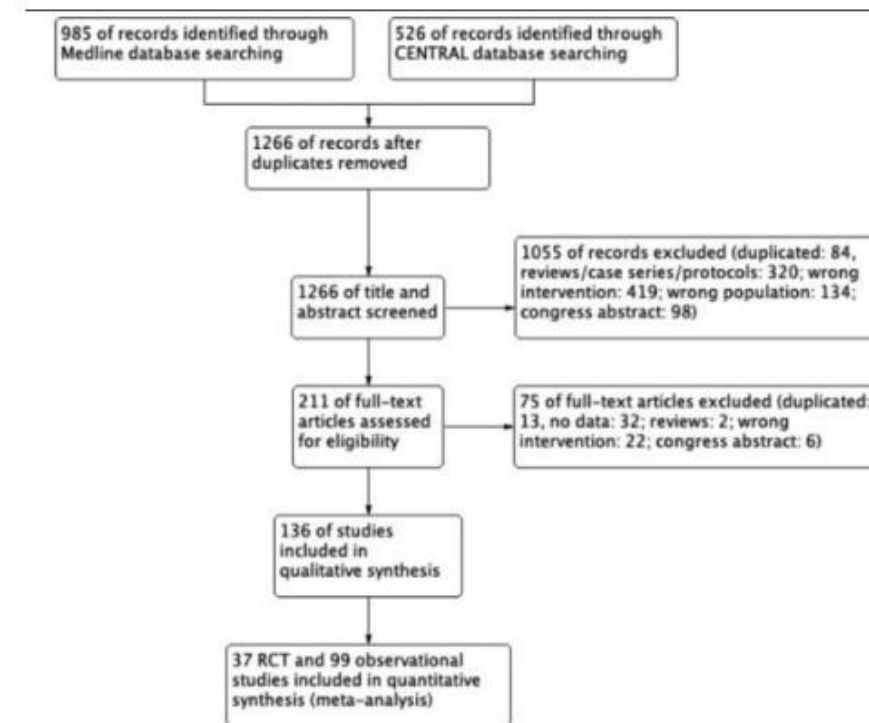 985 of records identified through
Medline database searching
526 of records identified through
CENTRAL database searching
1266 of records after
duplicates removed
1055 of records excluded (duplicated: 84,
reviews/case series/protocols: 320; wrong
intervention: 419; wrong population: 134;
congress abstract: 98)
1266 of title and
abstract screened
211 of full-text
articles assessed
for eligibility
75 of full-text articles excluded (duplicated:
13, no data: 32; reviews: 2; wrong
intervention: 22; congress abstract: 6)
136 of studies
included in
qualitative synthesis
37 RCT and 99 observational
studies included in quantitative
synthesis (meta-analysis)